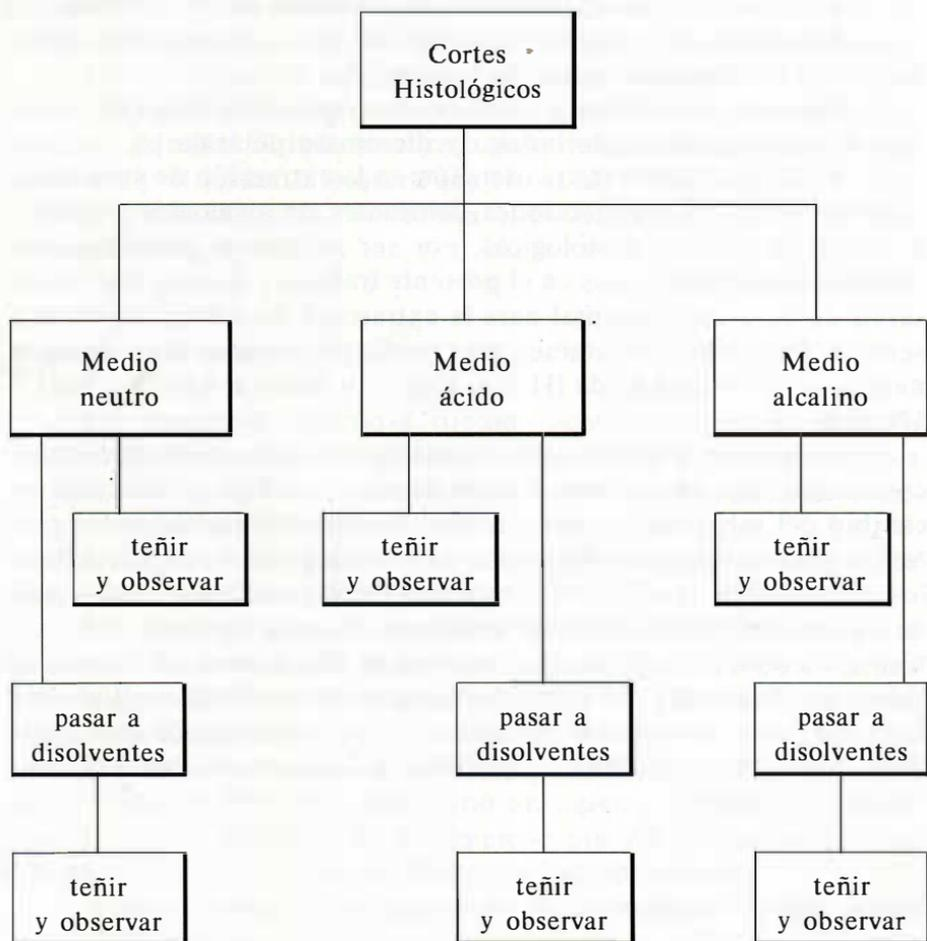 Cortes
Histológicos
Medio
neutro
Medio
ácido
Medio
alcalino
teñir
y observar
teñir
y observar
teñir
y observar
pasar a
disolventes
pasar a
disolventes
pasar a
disolventes
teñir
y observar
teñir
y observar
teñir
y observar